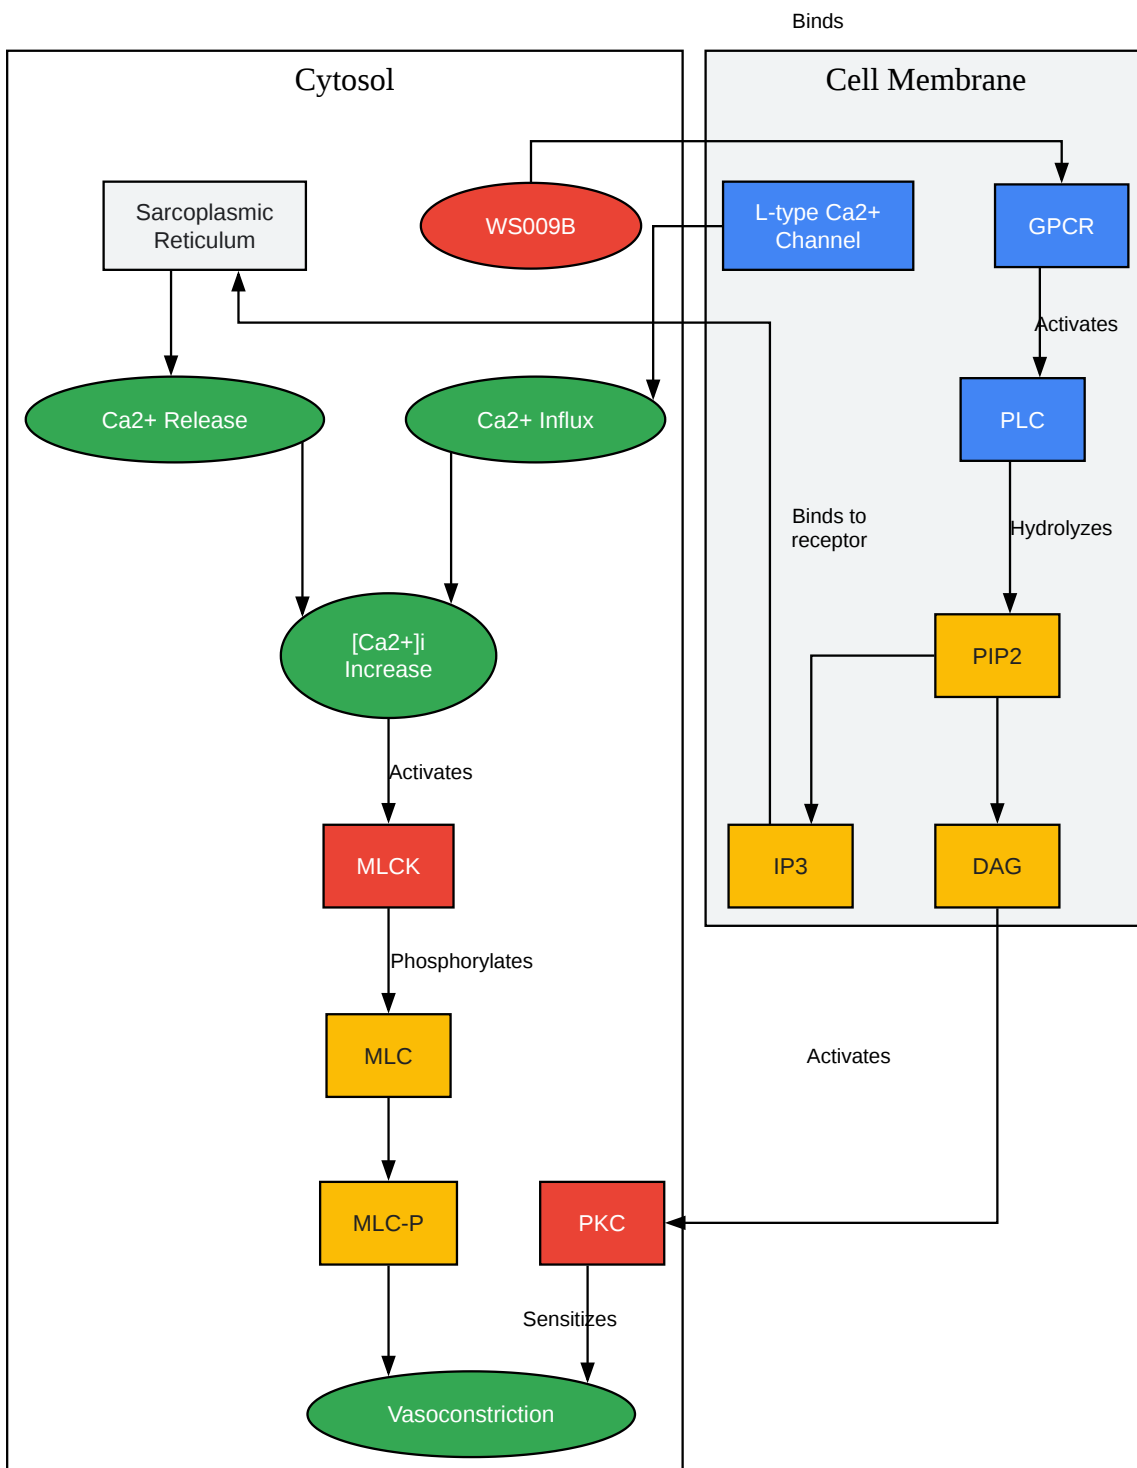 Binds
Cytosol
Cell Membrane
Sarcoplasmic
Reticulum
WS009B
L-type Ca2+
Channel
GPCR
Activates
Ca2+ Release
Ca2+ Influx
PLC
Binds to
receptor
Hydrolyzes
[Ca2+]i
Increase
PIP2
Activates
MLCK
IP3
DAG
Phosphorylates
MLC
Activates
MLC-P
PKC
Sensitizes
Vasoconstriction